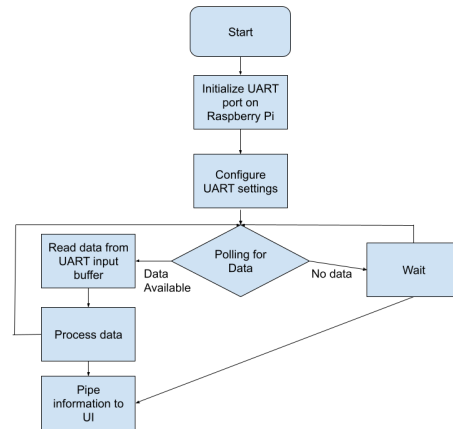 Start
Initialize UART
port on
Raspberry Pi
Configure
UART settings
Read data from
UART input
buffer
Polling for
Data
Wait
Data
Available
No data
Process data
Pipe
information to
UI